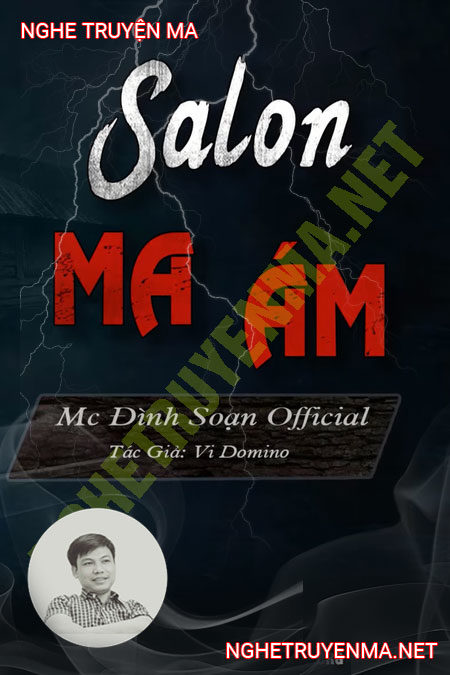 NGHE TRUYỆN MA
Salon
MA ÁM
NGHETRUYENMA.NET
Mc Đình Soạn Official
Tác Giả: Vi Domino
NGHETRUYENMA.NET